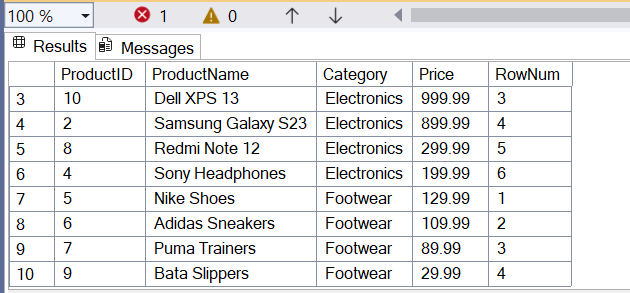 100 % 1 0
Results Messages
ProductID ProductName Category Price RowNum
3 10 Dell XPS 13 Electronics 999.99 3
4 2 Samsung Galaxy S23 Electronics 899.99 4
5 8 Redmi Note 12 Electronics 299.99 5
6 4 Sony Headphones Electronics 199.99 6
7 5 Nike Shoes Footwear 129.99 1
8 6 Adidas Sneakers Footwear 109.99 2
9 7 Puma Trainers Footwear 89.99 3
10 9 Bata Slippers Footwear 29.99 4